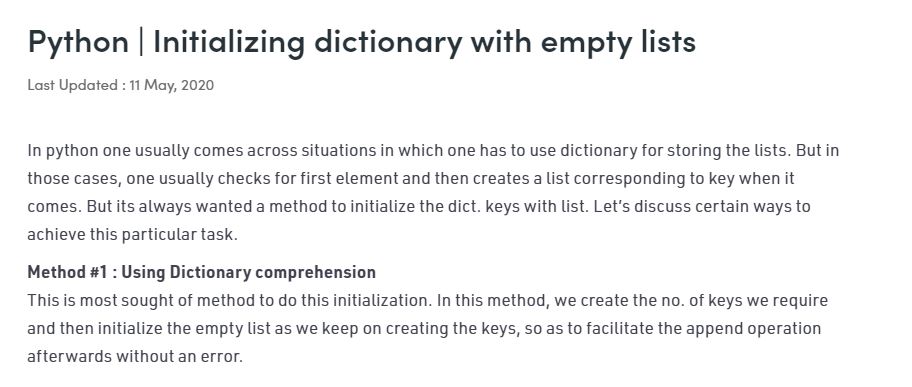 Python | Initializing dictionary with empty lists
Last Updated : 11 May, 2020
In python one usually comes across situations in which one has to use dictionary for storing the lists. But in
those cases, one usually checks for first element and then creates a list corresponding to key when it
comes. But its always wanted a method to initialize the dict. keys with list. Let's discuss certain ways to
achieve this particular task.
Method #1 : Using Dictionary comprehension
This is most sought of method to do this initialization. In this method, we create the no. of keys we require
and then initialize the empty list as we keep on creating the keys, so as to facilitate the append operation
afterwards without an error.